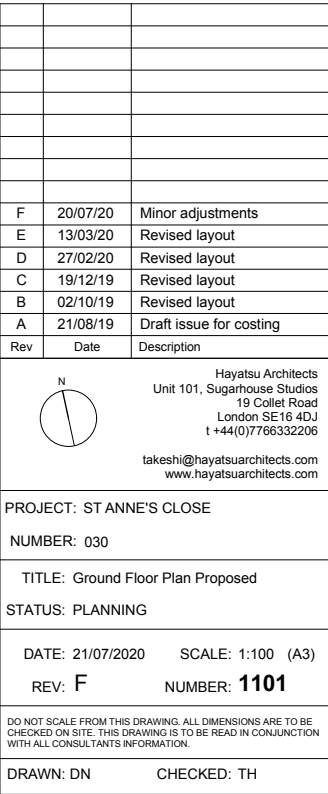 F 20/07/20 Minor adjustments
E 13/03/20 Revised layout
D 27/02/20 Revised layout
C 19/12/19 Revised layout
B 02/10/19 Revised layout
A 21/08/19 Draft issue for costing
Rev Date Description
N
Hayatsu Architects
Unit 101, Sugarhouse Studios
19 Collet Road
London SE16 4DJ
t +44(0)7766332206
takeshi@hayatsuarchitects.com
www.hayatsuarchitects.com
PROJECT: ST ANNE'S CLOSE
NUMBER: 030
TITLE: Ground Floor Plan Proposed
STATUS: PLANNING
DATE: 21/07/2020 SCALE: 1:100 (A3)
REV: F NUMBER: 1101
DO NOT SCALE FROM THIS DRAWING. ALL DIMENSIONS ARE TO BE
CHECKED ON SITE. THIS DRAWING IS TO BE READ IN CONJUNCTION
WITH ALL CONSULTANTS INFORMATION.
DRAWN: DN CHECKED: TH